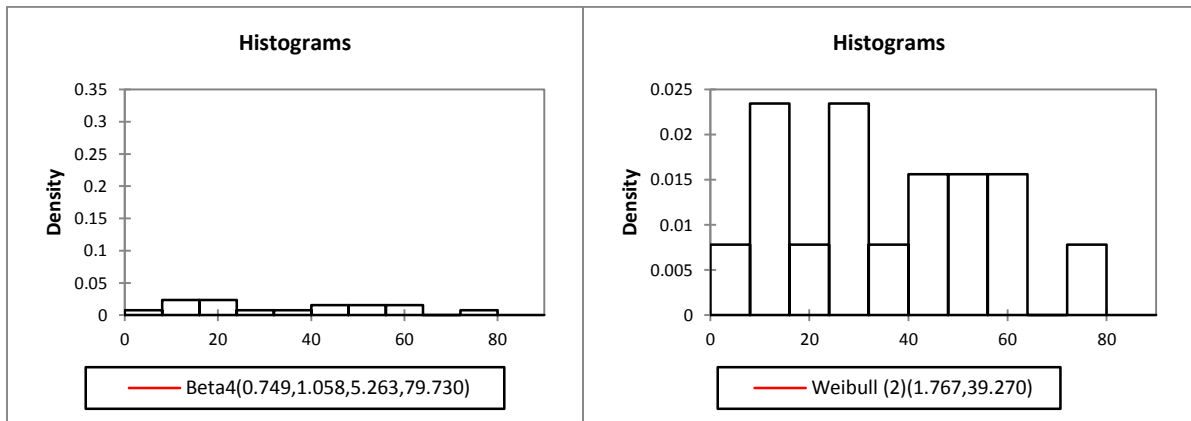 Histograms
0.35
0.3
0.25
0.2
0.15
0.1
0.05
0
Density
0 20 40 60 80
Beta4(0.749,1.058,5.263,79.730)
Histograms
0.025
0.02
0.015
0.01
0.005
0
Density
0 20 40 60 80
Weibull (2)(1.767,39.270)